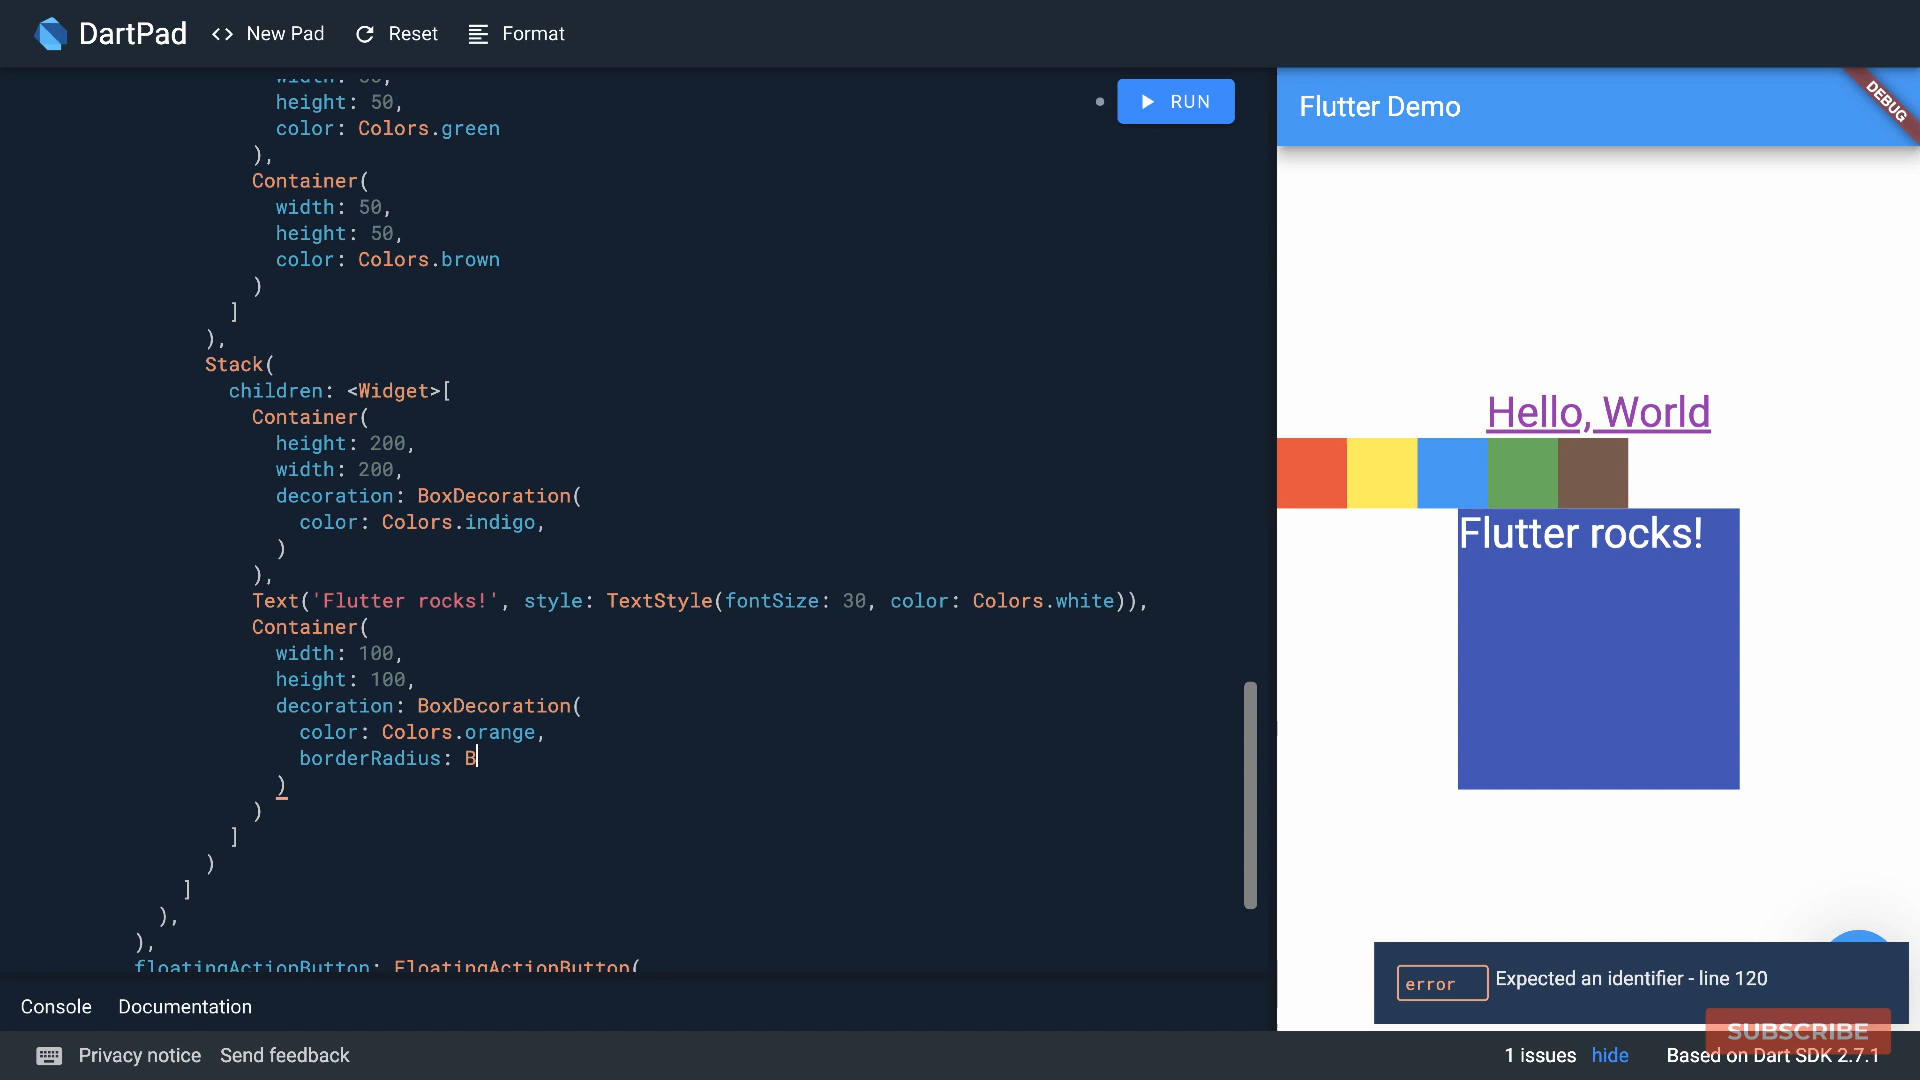 DartPad
<> New Pad
Reset
Format
height: 50,
color: Colors.green
),
Container(
width: 50,
height: 50,
color: Colors.brown
)
]
),
Stack(
children: <Widget>[
Container(
height: 200,
width: 200,
decoration: BoxDecoration(
color: Colors.indigo,
)
),
Text('Flutter rocks!', style: TextStyle(fontSize: 30, color: Colors.white)),
Container(
width: 100,
height: 100,
decoration: BoxDecoration(
color: Colors.orange,
borderRadius: B
)
)
]
)
]
),
),
floatingActionButton: FloatingActionButton(
RUN
Flutter Demo
DEBUG
Hello, World
Flutter rocks!
error
Expected an identifier - line 120
SUBSCRIBE
Console
Documentation
Privacy notice
Send feedback
1 issues
hide
Based on Dart SDK 2.7.1